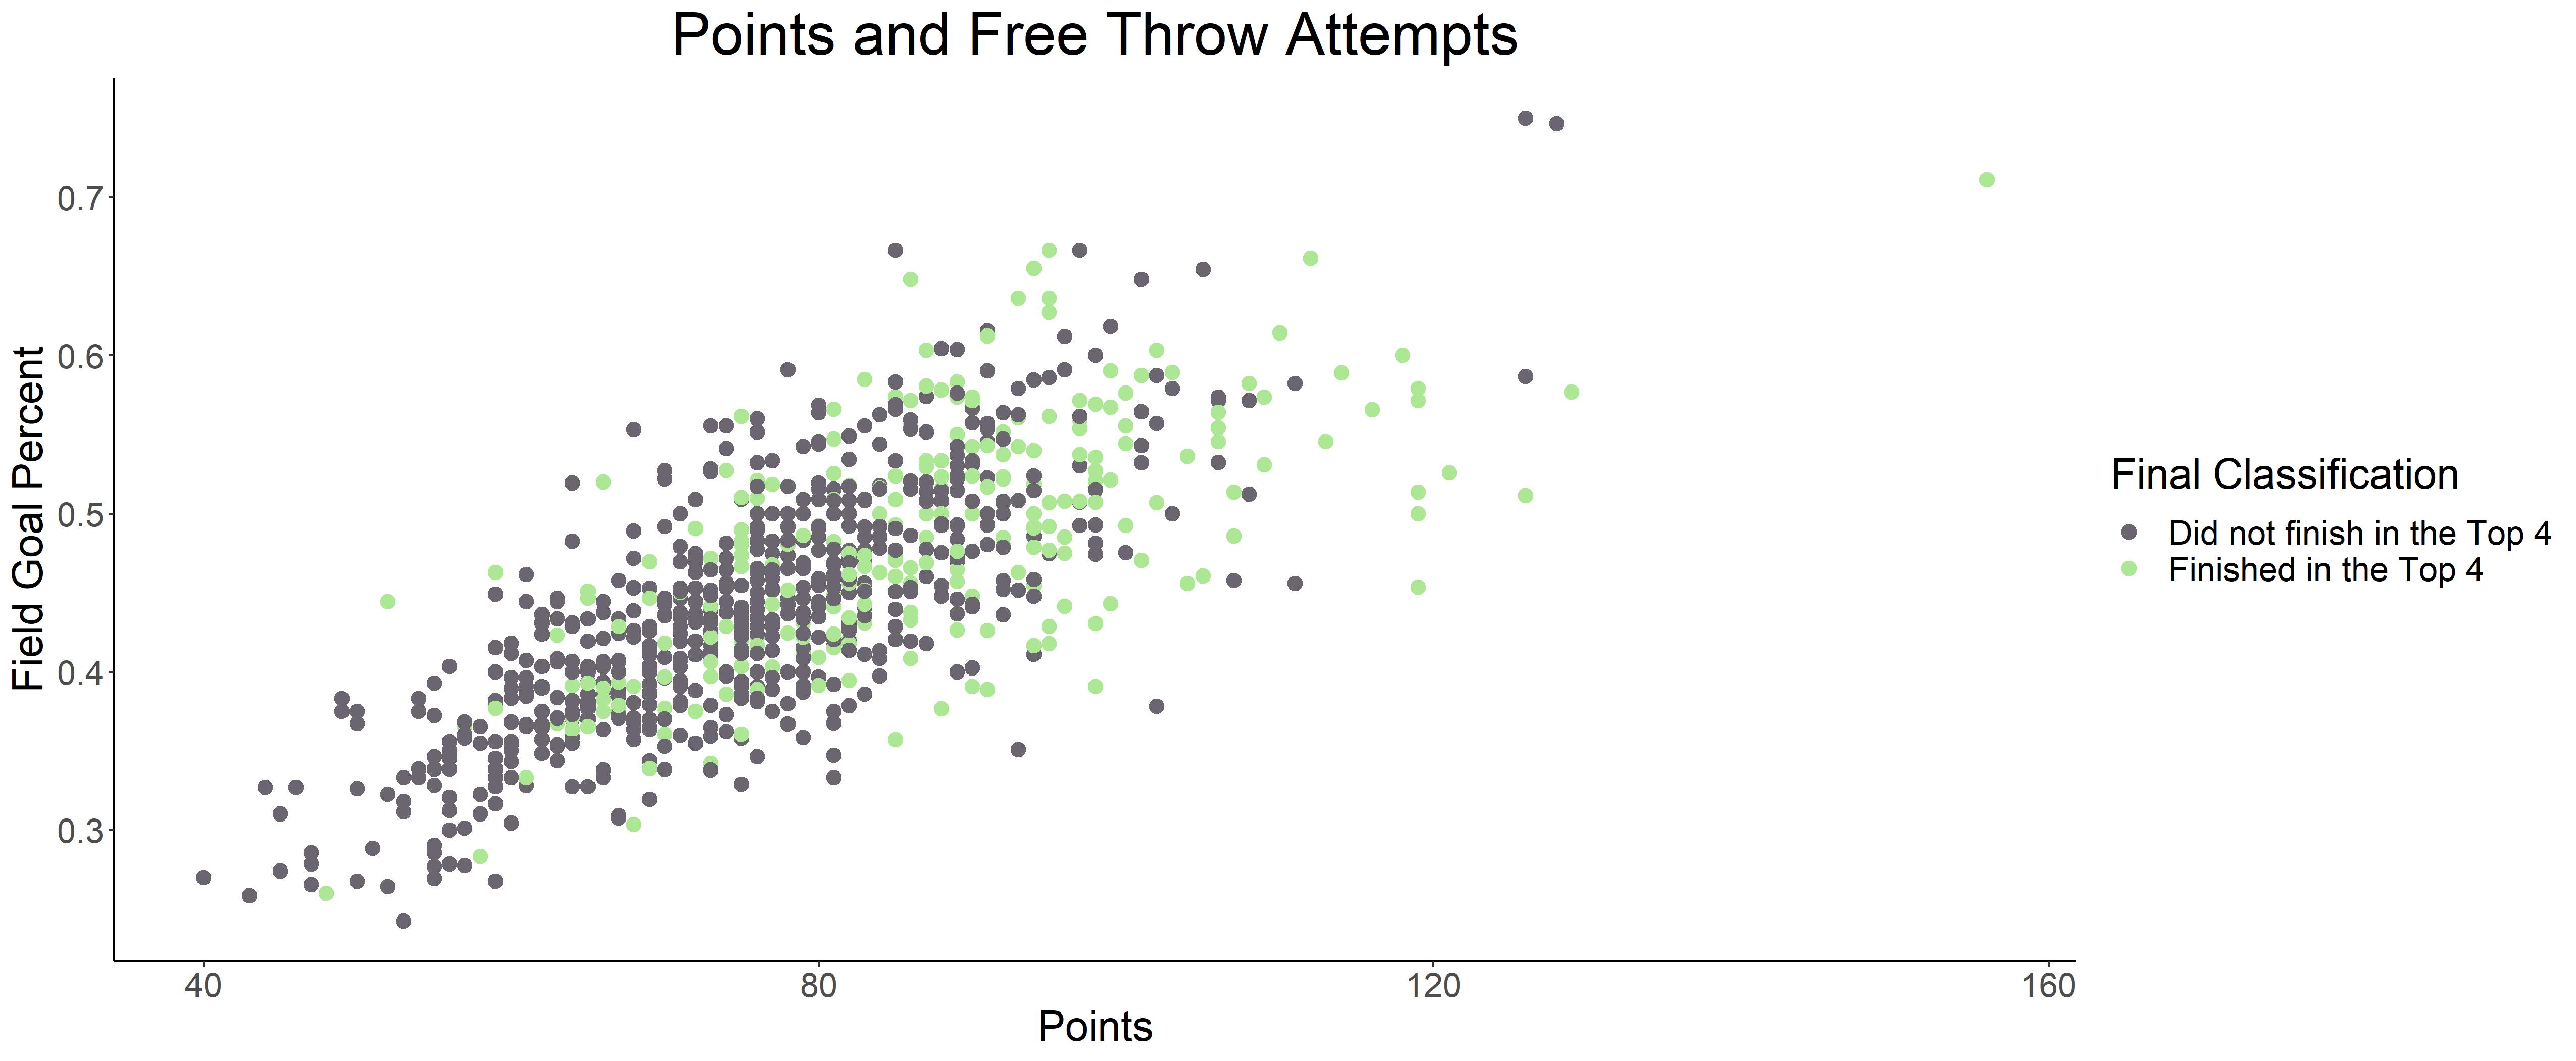 Points and Free Throw Attempts
Field Goal Percent
0.7
0.6
0.5
0.4
0.3
40
80
120
160
Points
Final Classification
Did not finish in the Top 4
Finished in the Top 4